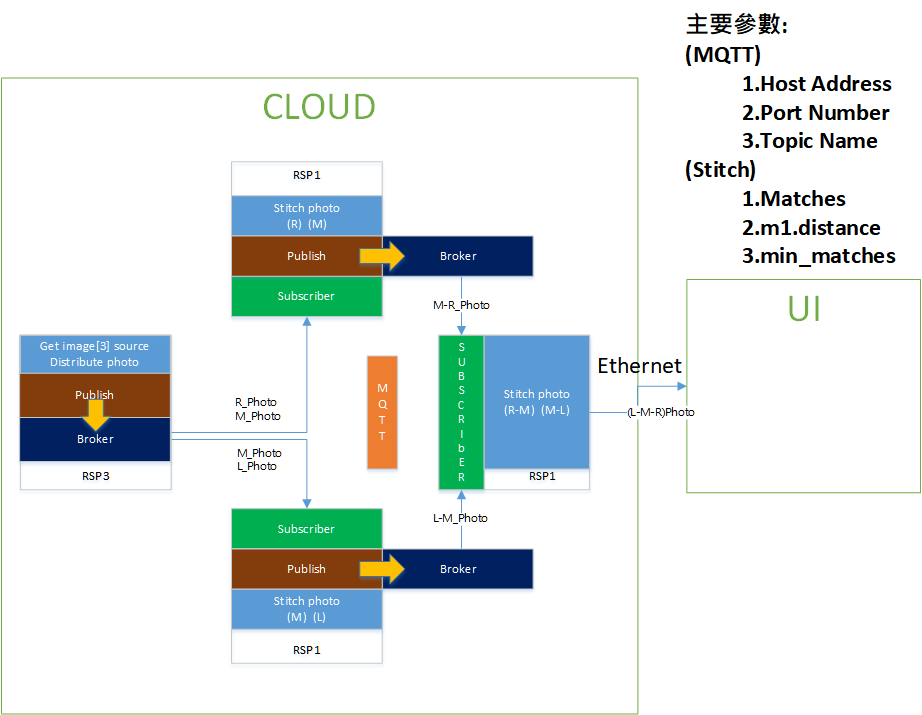 主要參數:
(MQTT)
1.Host Address
2.Port Number
3.Topic Name
(Stitch)
1.Matches
2.m1.distance
3.min_matches
CLOUD
RSP1
Stitch photo
(R) (M)
Publish
Broker
Subscriber
M-R_Photo
UI
Get image[3] source
Distribute photo
Publish
Broker
RSP3
R_Photo
M_Photo
M_Photo
L_Photo
MQTT
SUBSCRIbER
Stitch photo
(R-M) (M-L)
RSP1
Ethernet
(L-M-R)Photo
L-M_Photo
Subscriber
Publish
Broker
Stitch photo
(M) (L)
RSP1